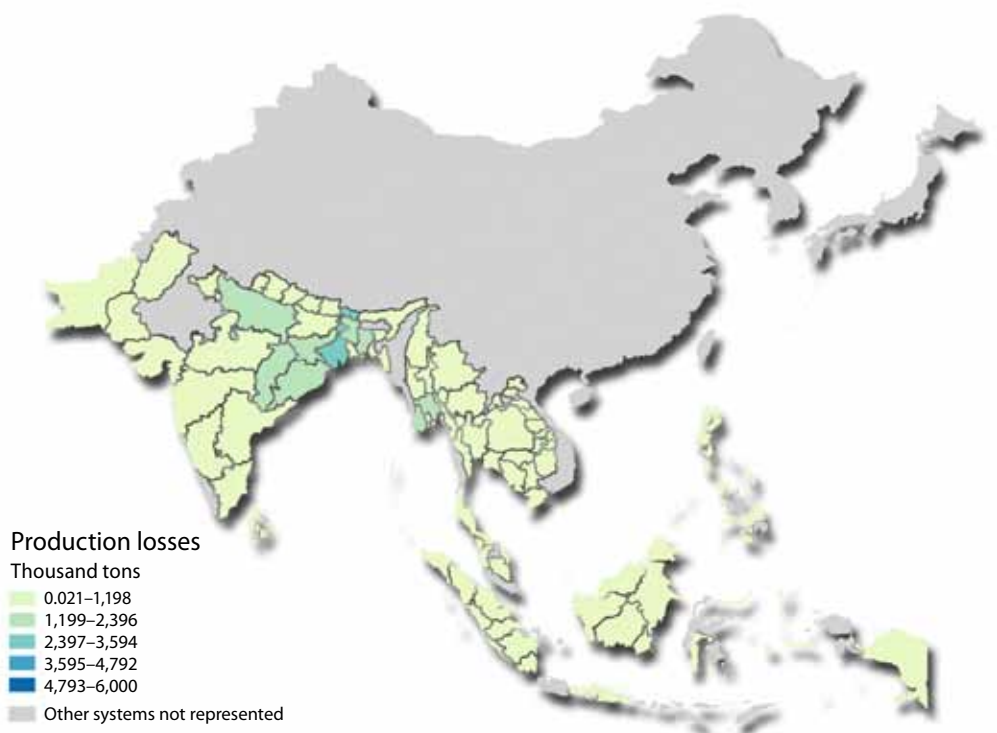 Production losses
Thousand tons
0.021–1,198
1,199–2,396
2,397–3,594
3,595–4,792
4,793–6,000
Other systems not represented